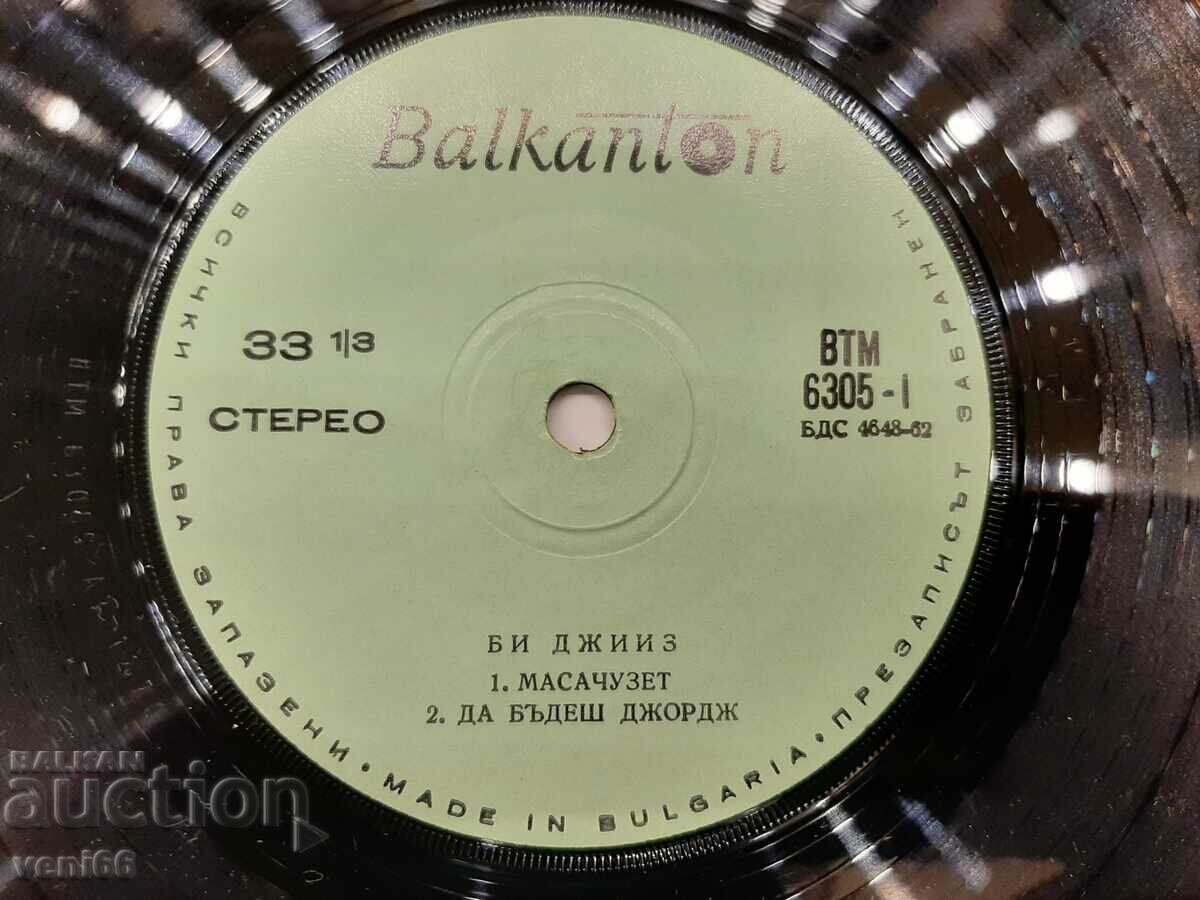 Balkanton
33 1/3
СТЕРЕО
ВТМ
6305-I
БДС 4648-62
БИ ДЖИИЗ
1. МАСАЧУЗЕТ
2. ДА БЪДЕШ ДЖОРДЖ
ВСИЧКИ ПРАВА ЗАПАЗЕНИ • MADE IN BULGARIA • ПРЕЗАПИСЪТ ЗАБРАНЕН
BALKAN
auction
veni66